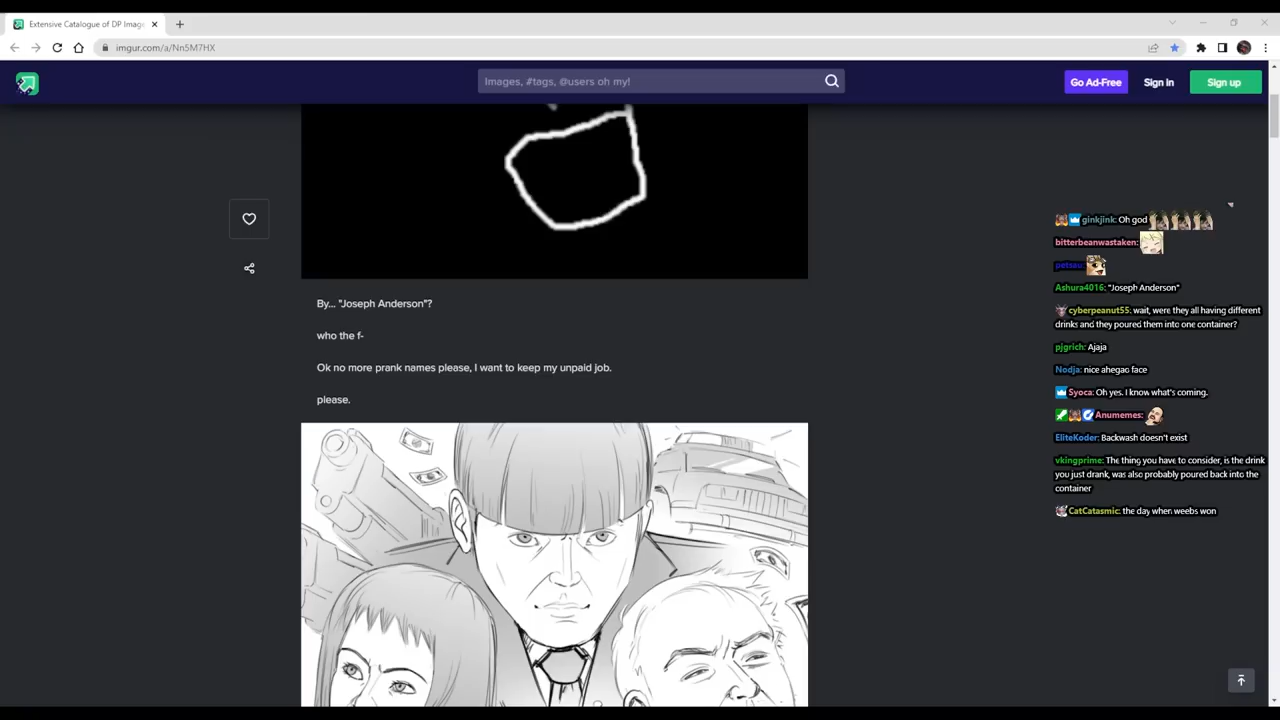 Extensive Catalogue of DP Imag
imgur.com/a/Nn5M7HX
Images, #tags, @users oh my!
Go Ad-Free
Sign in
Sign up
By... "Joseph Anderson"?
who the f-
Ok no more prank names please, I want to keep my unpaid job.
please.
ginkjink: Oh god
bitterbeanwastaken:
petsou:
Ashura4016: "Joseph Anderson"
cyberpeanut55: wait, were they all having different
drinks and they poured them into one container?
pjgrich: Ajaja
Nodja: nice ahegao face
Syoca: Oh yes. I know what's coming.
Anumemes:
EliteKoder: Backwash doesn't exist
vkingprime: The thing you have to consider, is the drink
you just drank, was also probably poured back into the
container
CatCatasmic: the day when weebs won